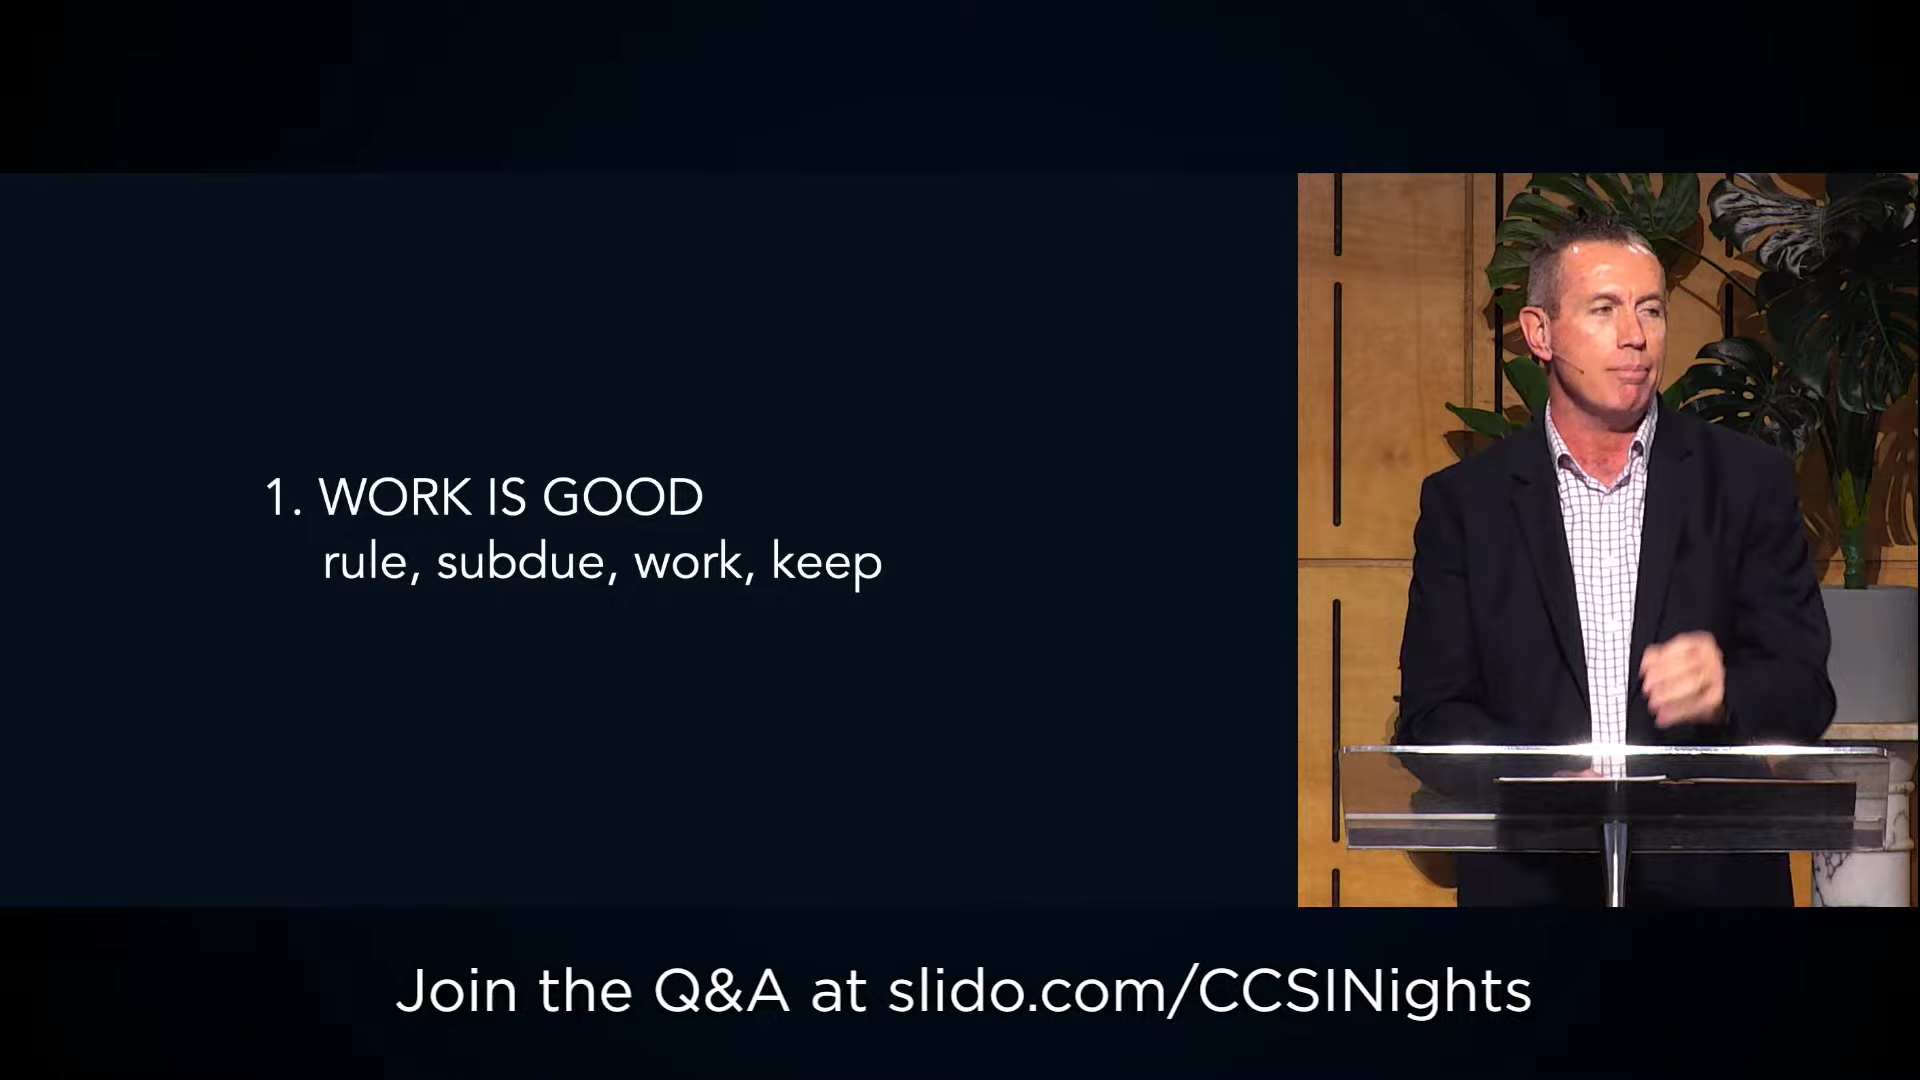 1. WORK IS GOOD
rule, subdue, work, keep
Join the Q&A at slido.com/CCSINights